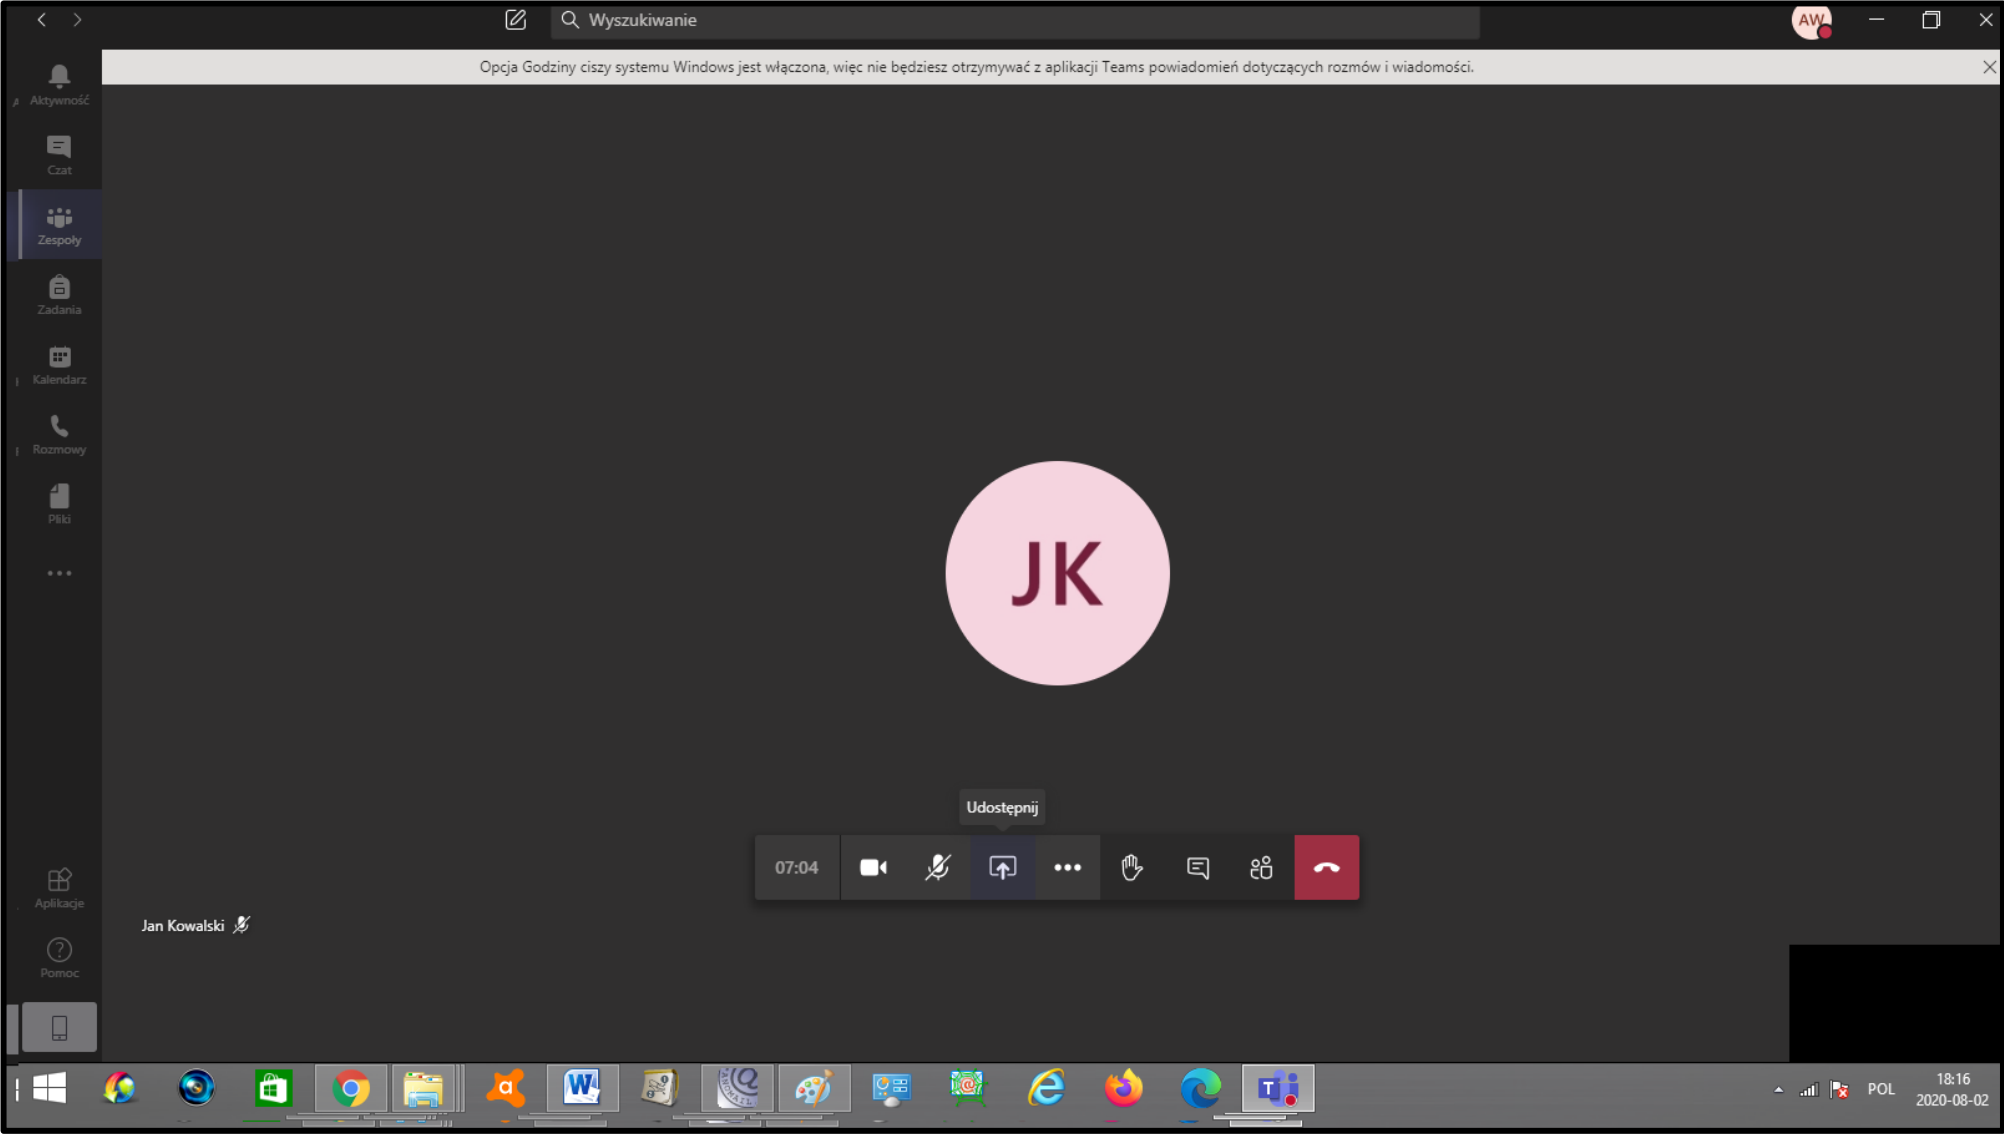 Wyszukiwanie
AW
Opcja Godziny ciszy systemu Windows jest włączona, więc nie będziesz otrzymywać z aplikacji Teams powiadomień dotyczących rozmów i wiadomości.
Aktywność
Czat
Zespoły
Zadania
Kalendarz
Rozmowy
Pliki
JK
Udostępnij
07:04
Aplikacje
Jan Kowalski
Pomoc
POL
18:16
2020-08-02